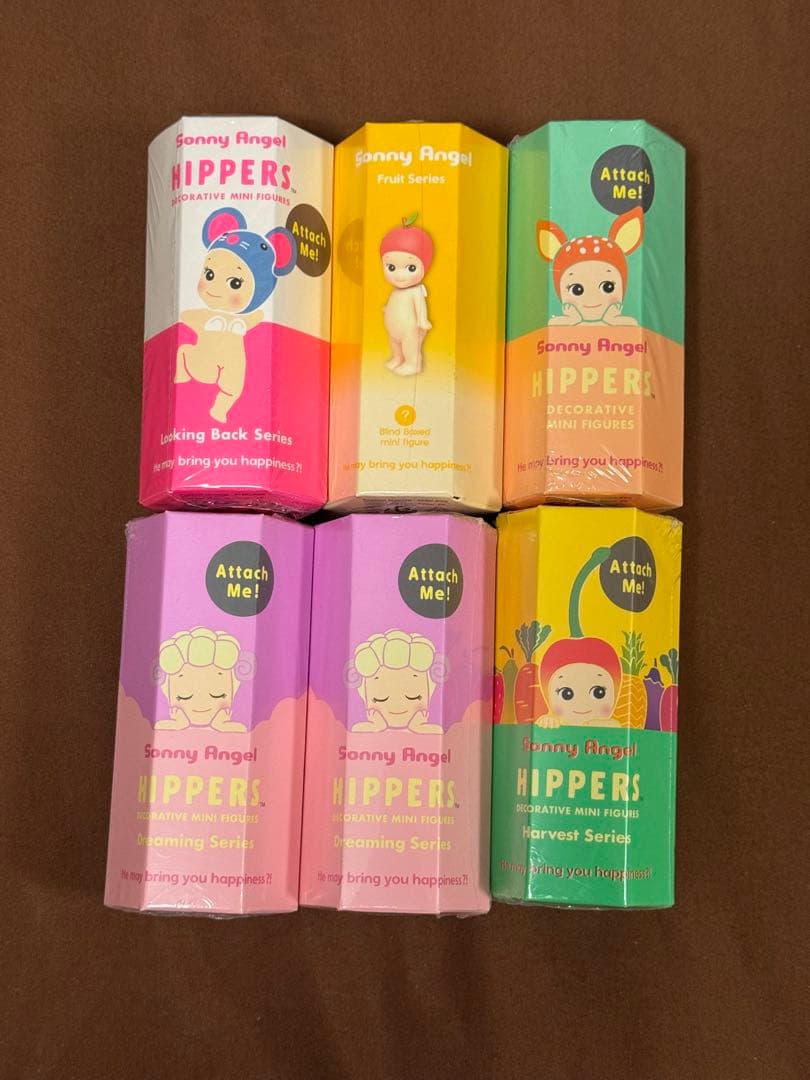 Sonny Angel
HIPPERS™
DECORATIVE MINI FIGURES
Attach
Me!
Looking Back Series
He may bring you happiness?!
Sonny Angel
Fruit Series
?
Blind Boxed
mini figure
He may bring you happiness?!
Attach
Me!
Sonny Angel
HIPPERS™
DECORATIVE
MINI FIGURES
He may bring you happiness?!
Attach
Me!
Sonny Angel
HIPPERS™
DECORATIVE MINI FIGURES
Dreaming Series
He may bring you happiness?!
Attach
Me!
Sonny Angel
HIPPERS™
DECORATIVE MINI FIGURES
Dreaming Series
He may bring you happiness?!
Attach
Me!
Sonny Angel
HIPPERS
DECORATIVE MINI FIGURES
Harvest Series
He may bring you happiness?!